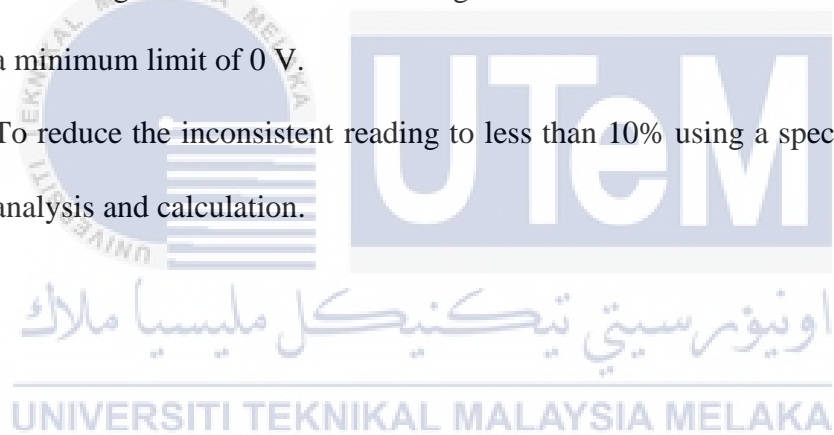 a minimum limit of 0 V.
To reduce the inconsistent reading to less than 10% using a spec
analysis and calculation.
UTeM
اونيۏرسيتي تيكنيكل مليسيا ملاك
UNIVERSITI TEKNIKAL MALAYSIA MELAKA